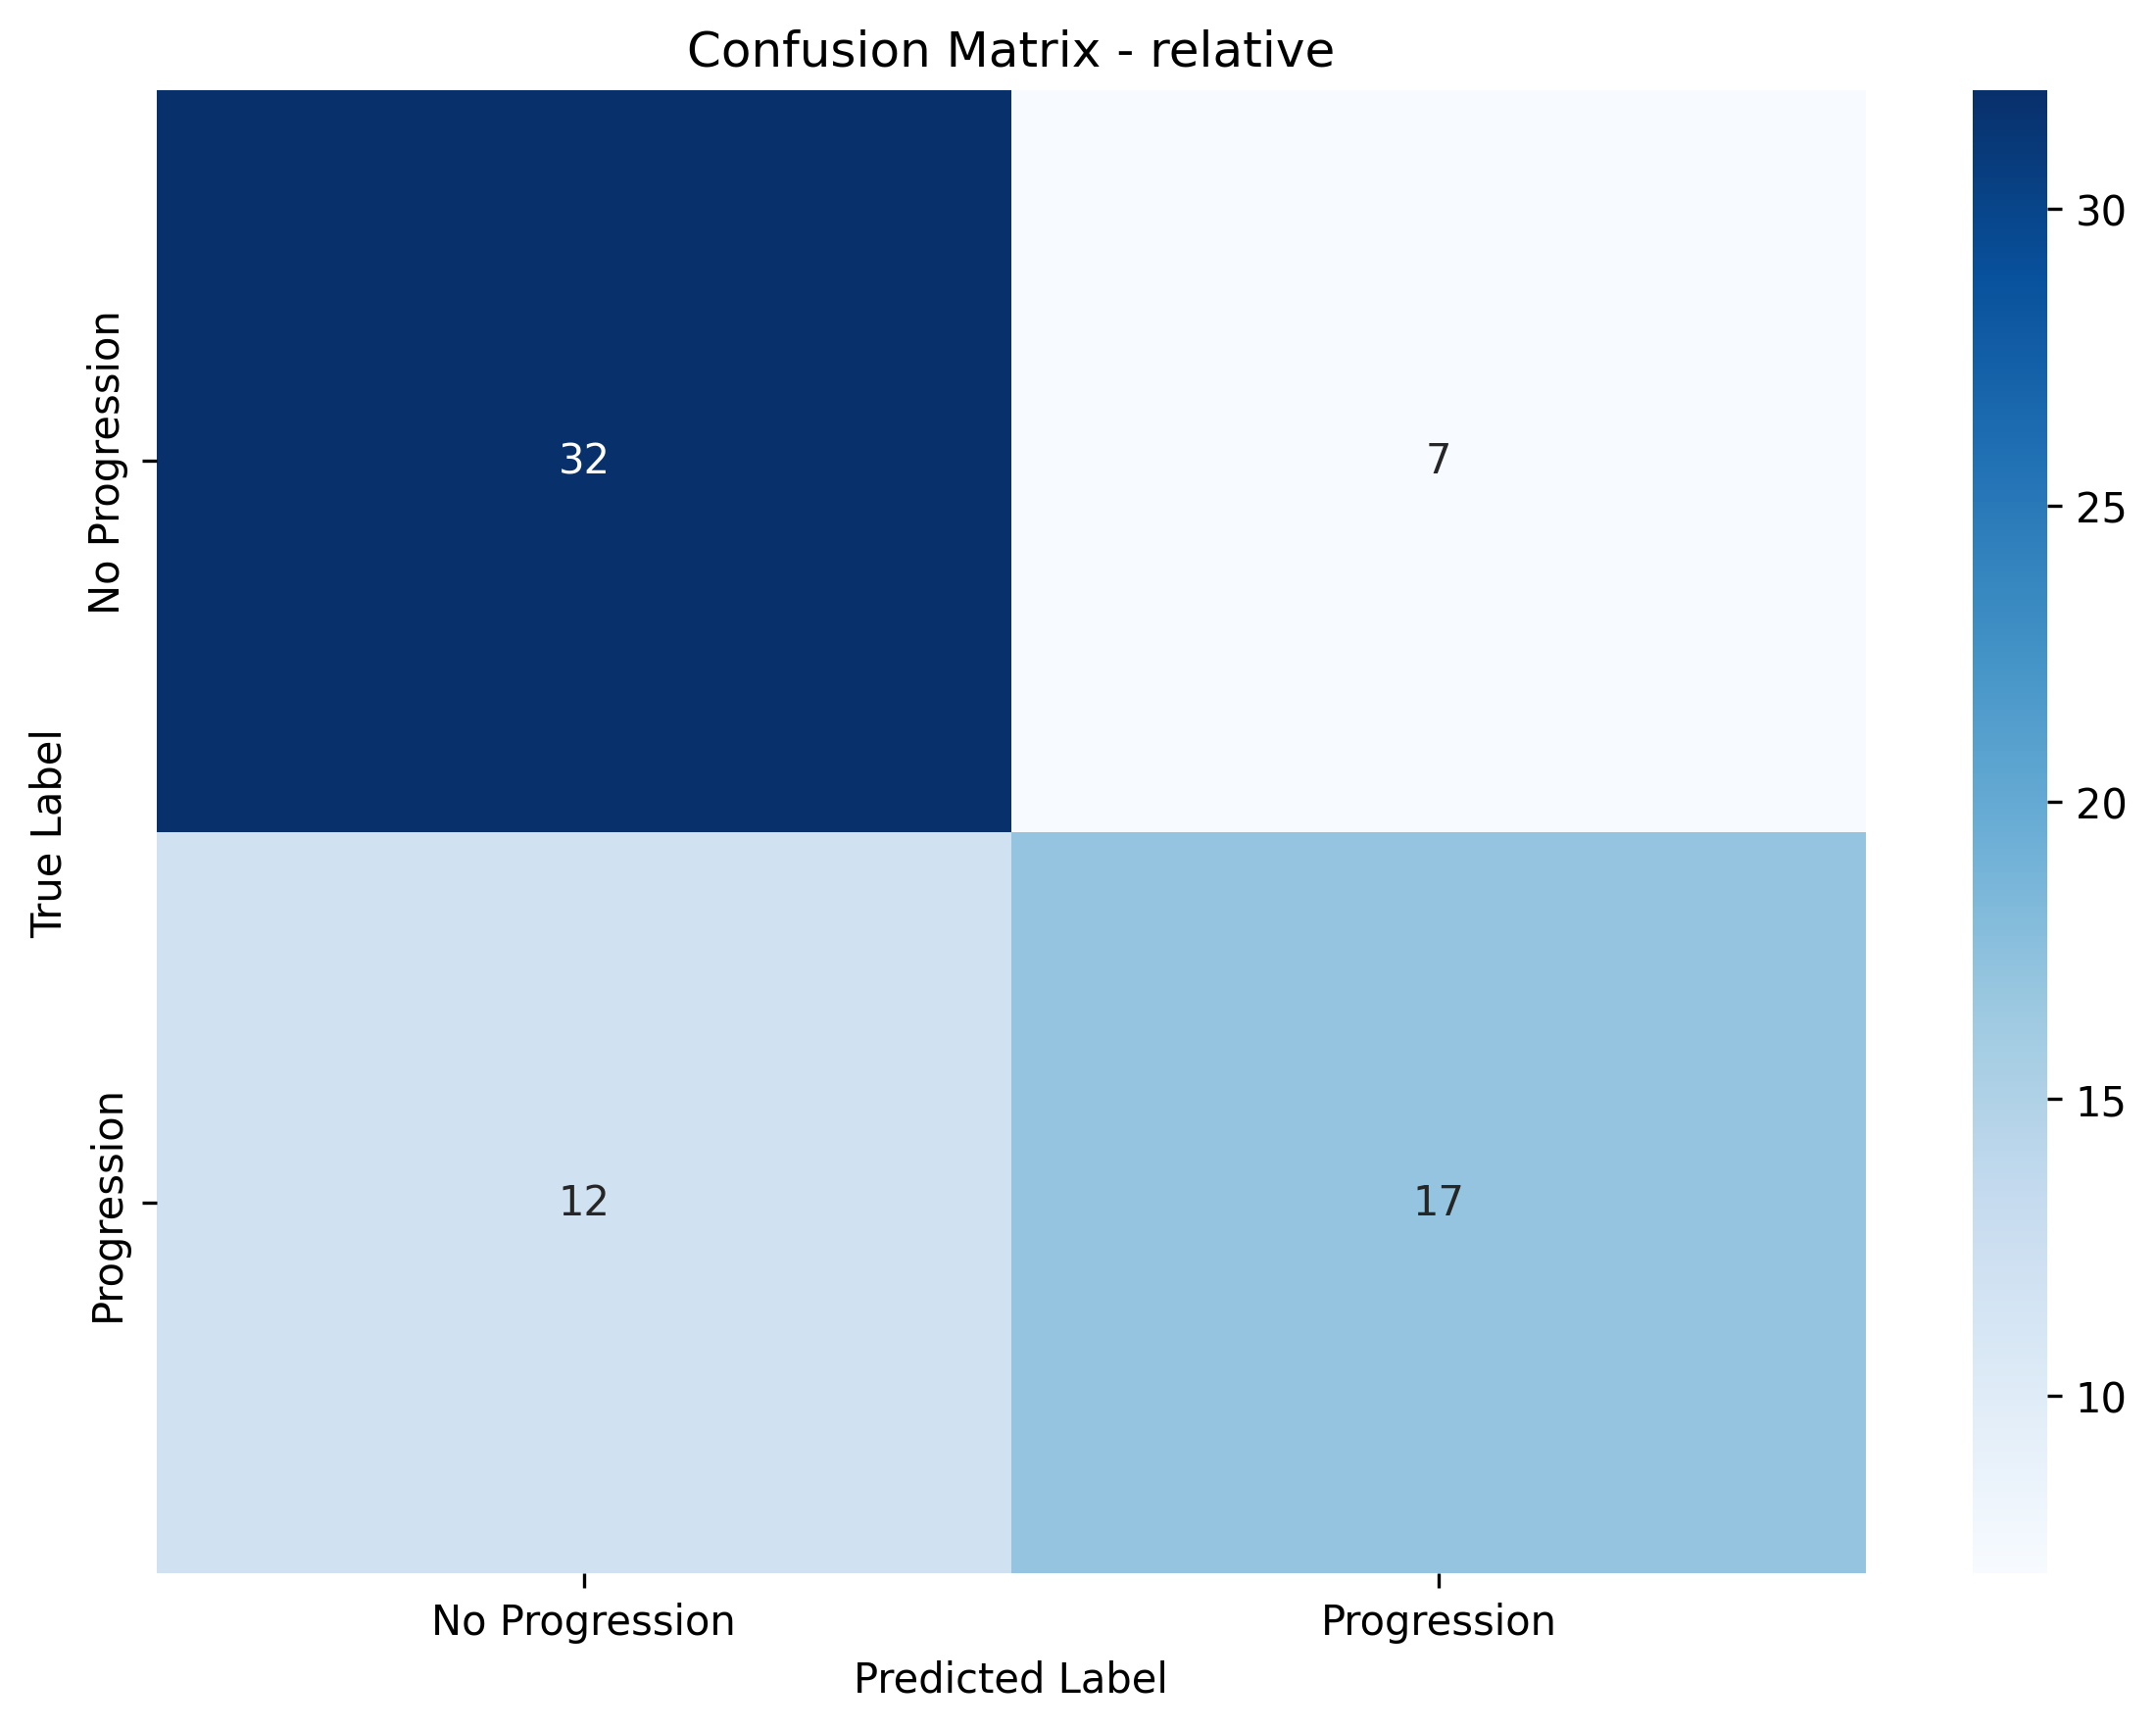 Confusion Matrix - relative
True Label
No Progression
Progression
32
7
12
17
No Progression
Progression
Predicted Label
30
25
20
15
10